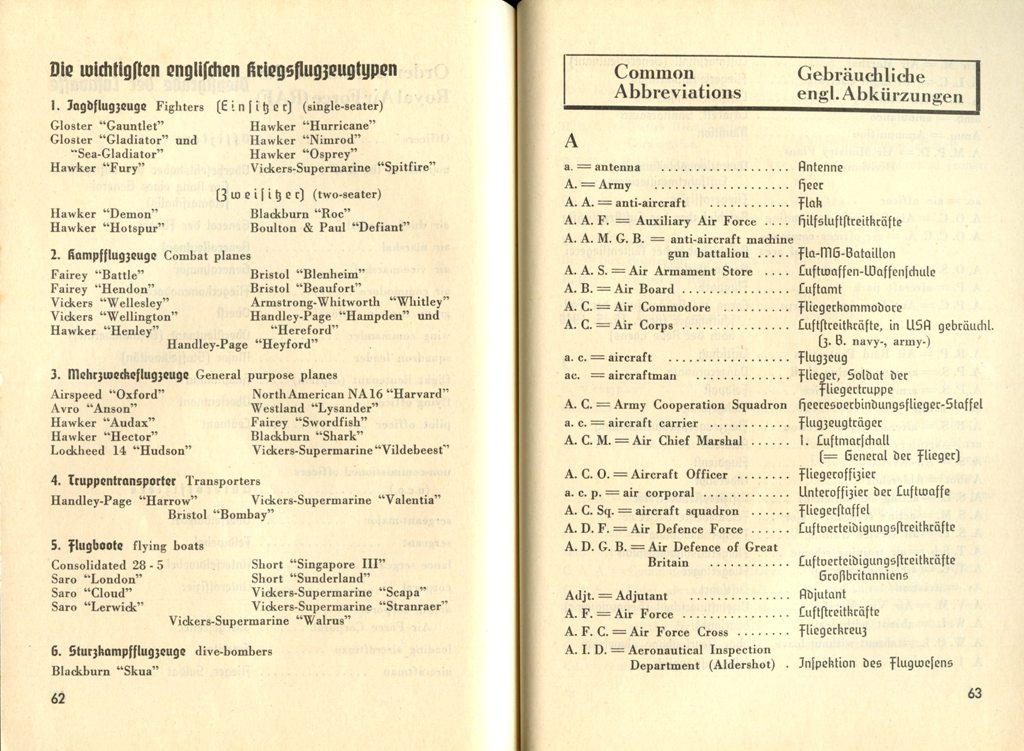 Die wichtigsten englischen Kriegsflugzeugtypen
1. Jagdflugzeuge Fighters (Einsitzer) (single-seater)
Gloster “Gauntlet” Hawker “Hurricane”
Gloster “Gladiator” und Hawker “Nimrod”
“Sea-Gladiator” Hawker “Osprey”
Hawker “Fury” Vickers-Supermarine “Spitfire”
(Zweisitzer) (two-seater)
Hawker “Demon” Blackburn “Roc”
Hawker “Hotspur” Boulton & Paul “Defiant”
2. Kampfflugzeuge Combat planes
Fairey “Battle” Bristol “Blenheim”
Fairey “Hendon” Bristol “Beaufort”
Vickers “Wellesley” Armstrong-Whitworth “Whitley”
Vickers “Wellington” Handley-Page “Hampden” und
Hawker “Henley” “Hereford”
Handley-Page “Heyford”
3. Mehrzweckeflugzeuge General purpose planes
Airspeed “Oxford” North American NA 16 “Harvard”
Avro “Anson” Westland “Lysander”
Hawker “Audax” Fairey “Swordfish”
Hawker “Hector” Blackburn “Shark”
Lockheed 14 “Hudson” Vickers-Supermarine “Vildebeest”
4. Truppentransporter Transporters
Handley-Page “Harrow” Vickers-Supermarine “Valentia”
Bristol “Bombay”
5. Flugboote flying boats
Consolidated 28 - 5 Short “Singapore III”
Saro “London” Short “Sunderland”
Saro “Cloud” Vickers-Supermarine “Scapa”
Saro “Lerwick” Vickers-Supermarine “Stranraer”
Vickers-Supermarine “Walrus”
6. Sturzkampfflugzeuge dive-bombers
Blackburn “Skua”
62
Common Gebräuchliche
Abbreviations engl. Abkürzungen
A
a. = antenna .................. Antenne
A. = Army .................. Heer
A. A. = anti-aircraft ............ Flak
A. A. F. = Auxiliary Air Force .... Hilfsluftstreitkräfte
A. A. M. G. B. = anti-aircraft machine
gun battalion ..... Fla-MG-Bataillon
A. A. S. = Air Armament Store .... Luftwaffen-Waffenschule
A. B. = Air Board ............... Luftamt
A. C. = Air Commodore .......... Fliegerkommodore
A. C. = Air Corps ............... Luftstreitkräfte, in USA gebräuchl.
(z. B. navy-, army-)
a. c. = aircraft ................. Flugzeug
ac. = aircraftman ............. Flieger, Soldat der
Fliegertruppe
A. C. = Army Cooperation Squadron Heeresverbindungsflieger-Staffel
a. c. = aircraft carrier ............. Flugzeugträger
A. C. M. = Air Chief Marshal ...... 1. Luftmarschall
(= General der Flieger)
A. C. O. = Aircraft Officer ........ Fliegeroffizier
a. c. p. = air corporal ............ Unteroffizier der Luftwaffe
A. C. Sq. = aircraft squadron ...... Fliegerstaffel
A. D. F. = Air Defence Force ....... Luftverteidigungsstreitkräfte
A. D. G. B. = Air Defence of Great
Britain ........... Luftverteidigungsstreitkräfte
Großbritanniens
Adjt. = Adjutant .............. Adjutant
A. F. = Air Force ............... Luftstreitkräfte
A. F. C. = Air Force Cross ........ Fliegerkreuz
A. I. D. = Aeronautical Inspection
Department (Aldershot) . Inspektion des Flugwesens
63